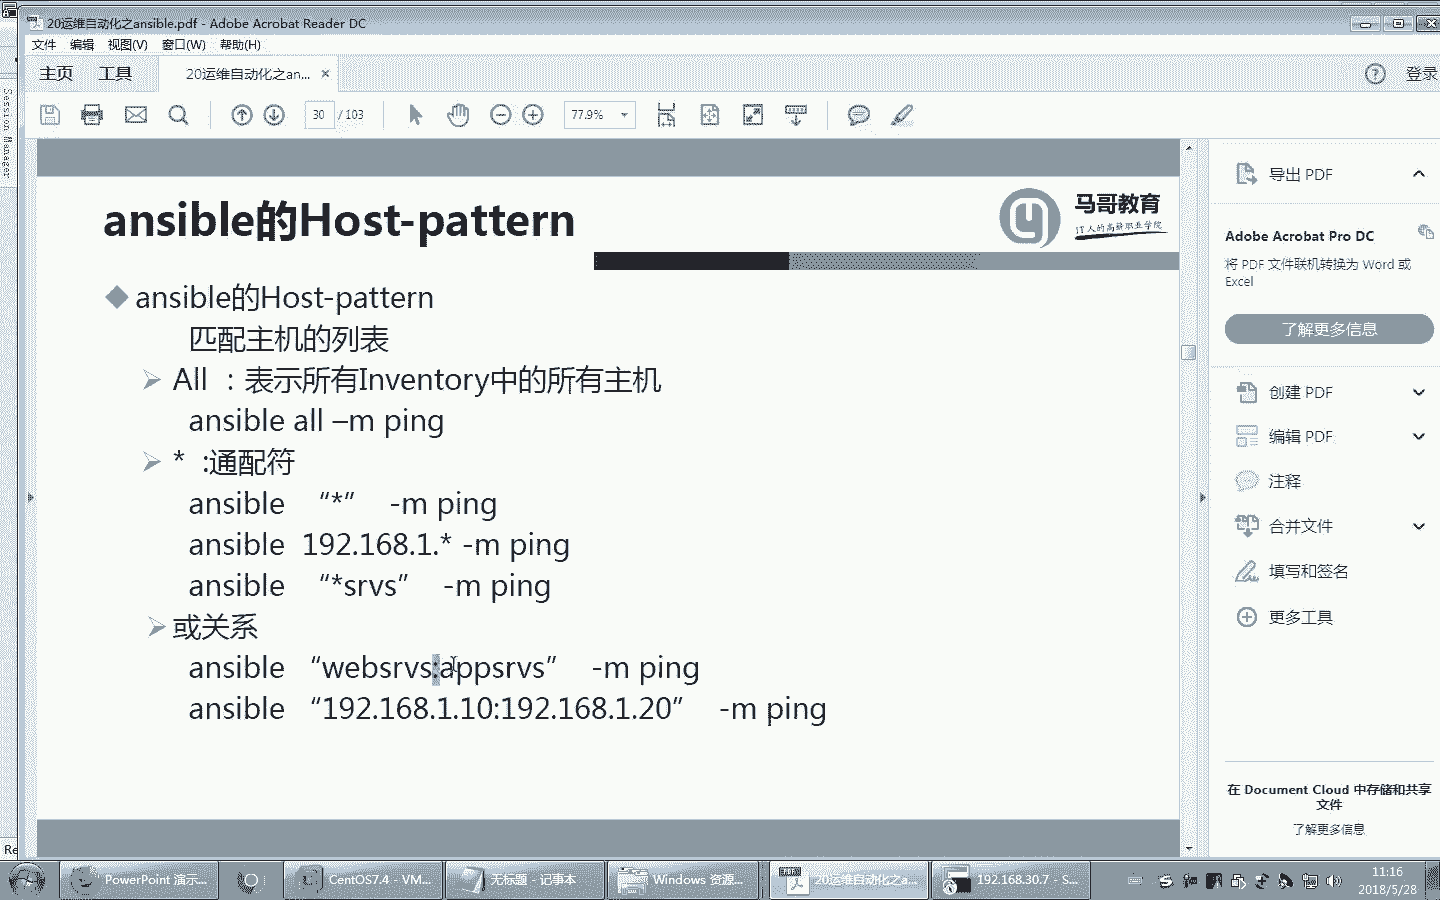 20运维自动化之ansible.pdf - Adobe Acrobat Reader DC
文件 编辑 视图(V) 窗口(W) 帮助(H)
主页 工具 20运维自动化之an... × 登录
30 / 103 77.9%
Session Manager
ansible的Host-pattern
马哥教育
IT人的高薪职业学院
ansible的Host-pattern
匹配主机的列表
All ：表示所有Inventory中的所有主机
ansible all –m ping
* :通配符
ansible “*” -m ping
ansible 192.168.1.* -m ping
ansible “*srvs” -m ping
或关系
ansible “websrvs:appsrvs” -m ping
ansible “192.168.1.10:192.168.1.20” -m ping
导出 PDF
Adobe Acrobat Pro DC
将 PDF 文件联机转换为 Word 或
Excel
了解更多信息
创建 PDF
编辑 PDF
注释
合并文件
填写和签名
更多工具
在 Document Cloud 中存储和共享
文件
了解更多信息
Re
PowerPoint 演示... CentOS7.4 - VM... 无标题 - 记事本 Windows 资源... 20运维自动化之a... 192.168.30.7 - S...
11:16
2018/5/28